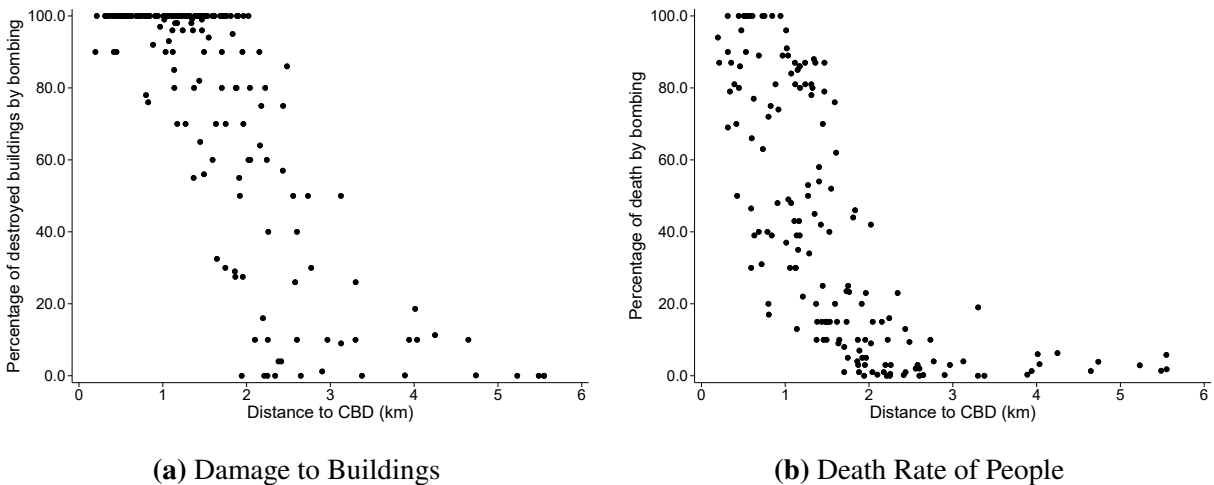 Percentage of destroyed buildings by bombing
100.0
80.0
60.0
40.0
20.0
0.0
0 1 2 3 4 5 6
Distance to CBD (km)
(a) Damage to Buildings
Percentage of death by bombing
100.0
80.0
60.0
40.0
20.0
0.0
0 1 2 3 4 5 6
Distance to CBD (km)
(b) Death Rate of People